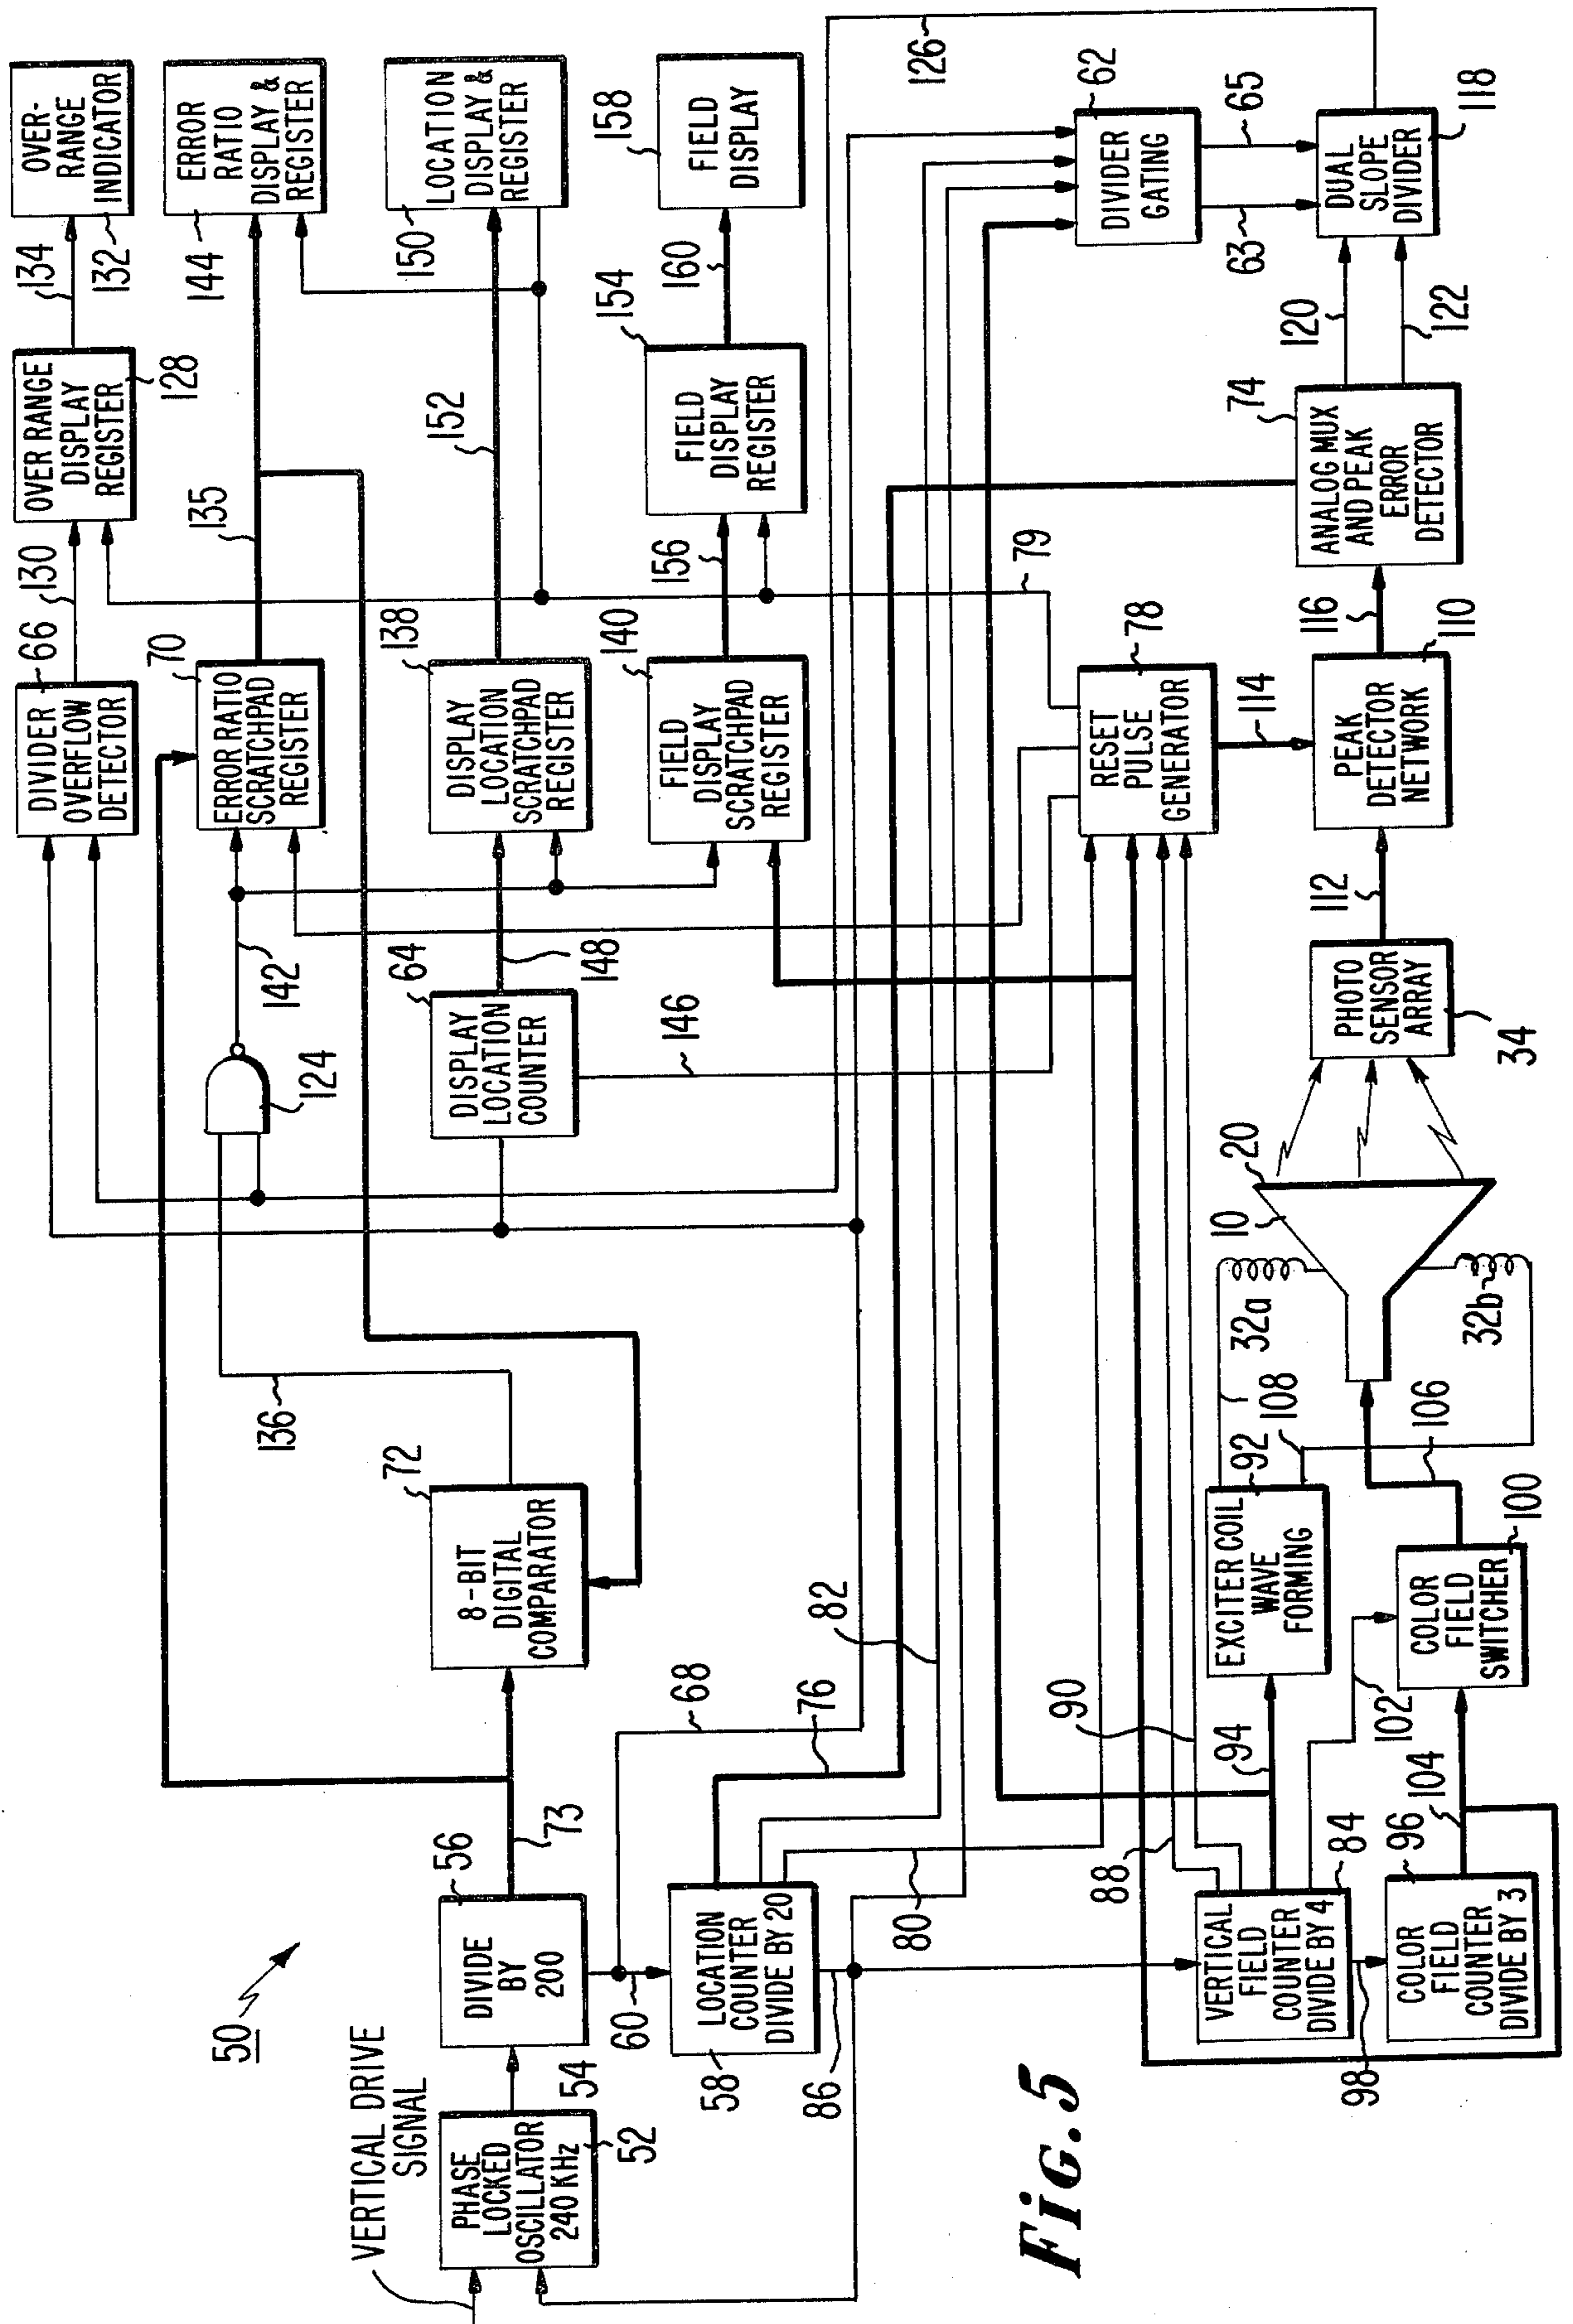 50
VERTICAL DRIVE
SIGNAL
PHASE
LOCKED
OSCILLATOR
240 KHz
52
54
DIVIDE
BY
200
56
73
60
68
LOCATION
COUNTER
DIVIDE BY 20
58
86
76
82
80
8-BIT
DIGITAL
COMPARATOR
72
136
124
142
DISPLAY
LOCATION
COUNTER
64
148
146
DIVIDER
OVERFLOW
DETECTOR
66
130
ERROR RATIO
SCRATCHPAD
REGISTER
70
135
DISPLAY
LOCATION
SCRATCHPAD
REGISTER
138
152
FIELD
DISPLAY
SCRATCHPAD
REGISTER
140
156
OVER RANGE
DISPLAY
REGISTER
128
134
OVER-
RANGE
INDICATOR
132
ERROR
RATIO
DISPLAY &
REGISTER
144
LOCATION
DISPLAY &
REGISTER
150
FIELD
DISPLAY
REGISTER
154
160
FIELD
DISPLAY
158
126
VERTICAL
FIELD
COUNTER
DIVIDE BY 4
84
88
90
94
98
COLOR
FIELD
COUNTER
DIVIDE BY 3
96
104
102
EXCITER COIL
WAVE
FORMING
92
108
COLOR
FIELD
SWITCHER
100
106
32a
32b
10
20
PHOTO
SENSOR
ARRAY
34
112
RESET
PULSE
GENERATOR
78
79
114
PEAK
DETECTOR
NETWORK
110
116
ANALOG MUX
AND PEAK
ERROR
DETECTOR
74
120
122
DIVIDER
GATING
62
63
65
DUAL
SLOPE
DIVIDER
118
Fig.5